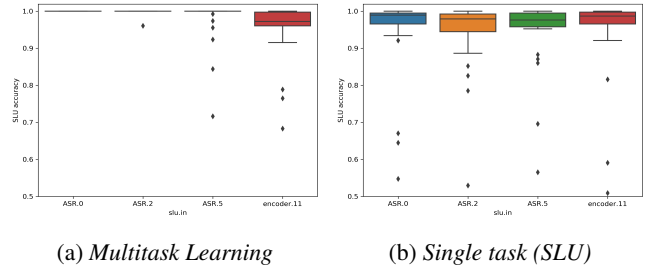 1.0
0.9
0.8
0.7
0.6
0.5
SLU accuracy
ASR.0 ASR.2 ASR.5 encoder.11
slu.in
(a) Multitask Learning
1.0
0.9
0.8
0.7
0.6
0.5
SLU accuracy
ASR.0 ASR.2 ASR.5 encoder.11
slu.in
(b) Single task (SLU)